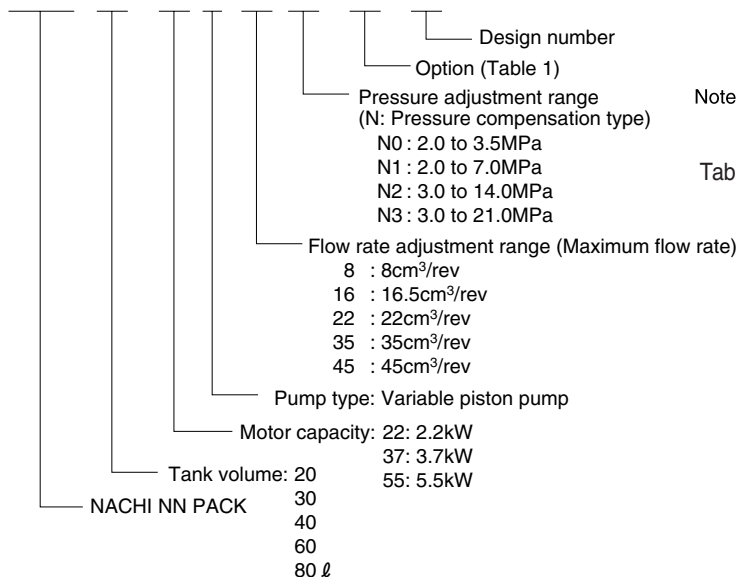 Design number
Option (Table 1)
Pressure adjustment range
(N: Pressure compensation type)
N0 : 2.0 to 3.5MPa
N1 : 2.0 to 7.0MPa
N2 : 3.0 to 14.0MPa
N3 : 3.0 to 21.0MPa
Note
Tab
Flow rate adjustment range (Maximum flow rate)
8 : 8cm³/rev
16 : 16.5cm³/rev
22 : 22cm³/rev
35 : 35cm³/rev
45 : 45cm³/rev
Pump type: Variable piston pump
Motor capacity: 22: 2.2kW
37: 3.7kW
55: 5.5kW
Tank volume: 20
30
40
60
80 ℓ
NACHI NN PACK